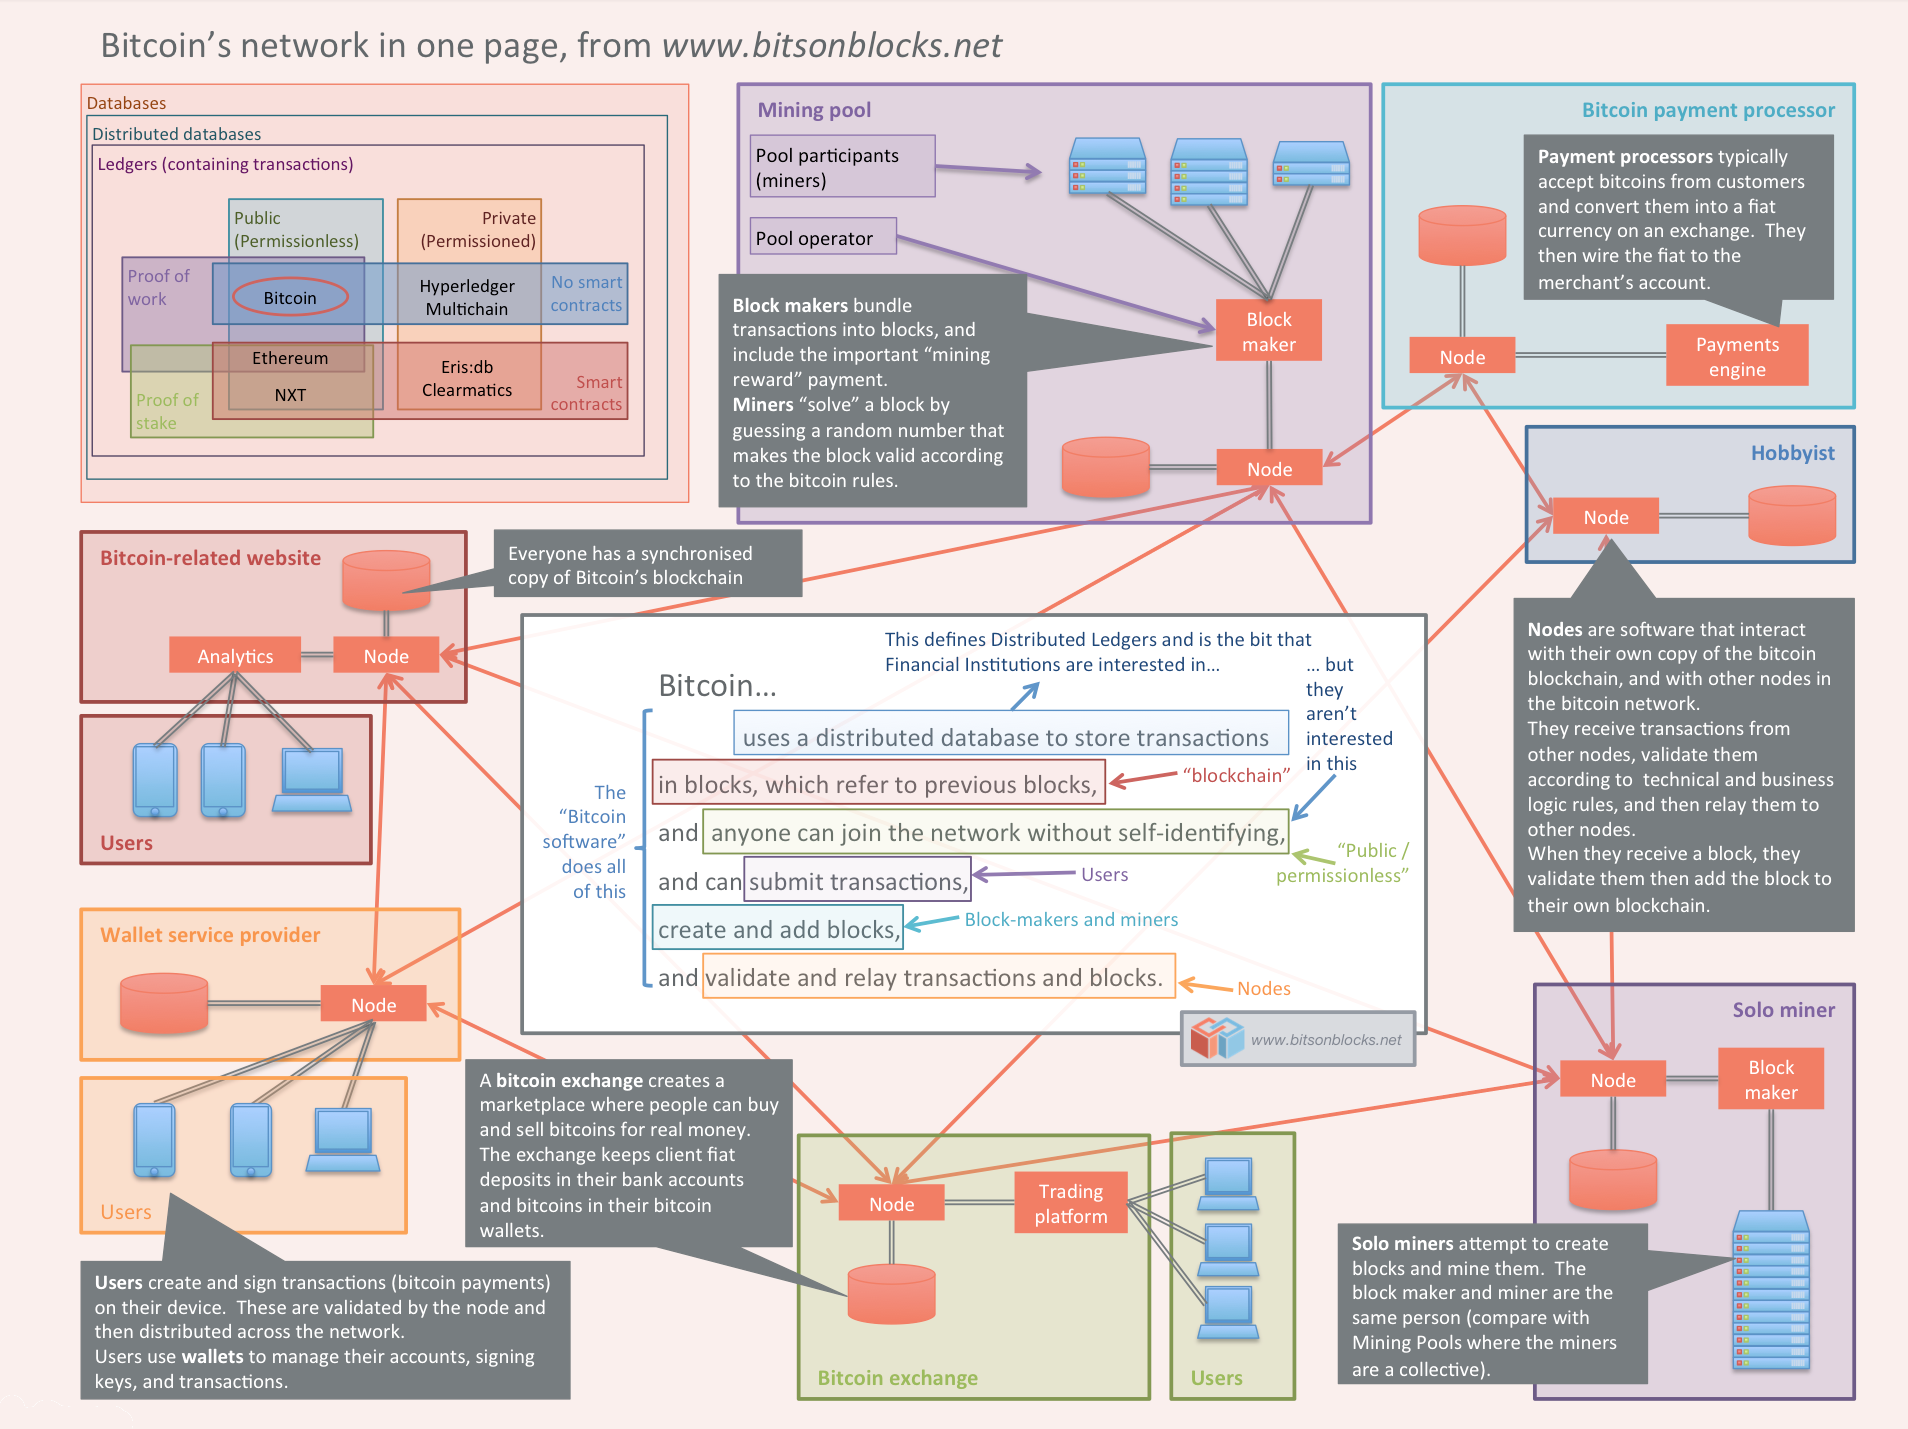 Bitcoin’s network in one page, from www.bitsonblocks.net
Databases
Distributed databases
Ledgers (containing transactions)
Public
(Permissionless)
Private
(Permissioned)
Proof of
work
Bitcoin
Hyperledger
Multichain
No smart
contracts
Ethereum
NXT
Eris:db
Clearmatics
Smart
contracts
Proof of
stake
Mining pool
Pool participants
(miners)
Pool operator
Block makers bundle
transactions into blocks, and
include the important “mining
reward” payment.
Miners “solve” a block by
guessing a random number that
makes the block valid according
to the bitcoin rules.
Block
maker
Node
Bitcoin payment processor
Payment processors typically
accept bitcoins from customers
and convert them into a fiat
currency on an exchange.  They
then wire the fiat to the
merchant’s account.
Node
Payments
engine
Hobbyist
Node
Nodes are software that interact
with their own copy of the bitcoin
blockchain, and with other nodes in
the bitcoin network.
They receive transactions from
other nodes, validate them
according to  technical and business
logic rules, and then relay them to
other nodes.
When they receive a block, they
validate them then add the block to
their own blockchain.
Bitcoin-related website
Everyone has a synchronised
copy of Bitcoin’s blockchain
Analytics
Node
Users
This defines Distributed Ledgers and is the bit that
Financial Institutions are interested in...
... but
they
aren’t
interested
in this
Bitcoin...
uses a distributed database to store transactions
in blocks, which refer to previous blocks,
“blockchain”
and anyone can join the network without self-identifying,
“Public /
permissionless”
and can submit transactions,
Users
create and add blocks,
Block-makers and miners
and validate and relay transactions and blocks.
Nodes
The
“Bitcoin
software”
does all
of this
www.bitsonblocks.net
Wallet service provider
Node
Users
Users create and sign transactions (bitcoin payments)
on their device.  These are validated by the node and
then distributed across the network.
Users use wallets to manage their accounts, signing
keys, and transactions.
A bitcoin exchange creates a
marketplace where people can buy
and sell bitcoins for real money.
The exchange keeps client fiat
deposits in their bank accounts
and bitcoins in their bitcoin
wallets.
Node
Trading
platform
Bitcoin exchange
Users
Solo miner
Node
Block
maker
Solo miners attempt to create
blocks and mine them.  The
block maker and miner are the
same person (compare with
Mining Pools where the miners
are a collective).